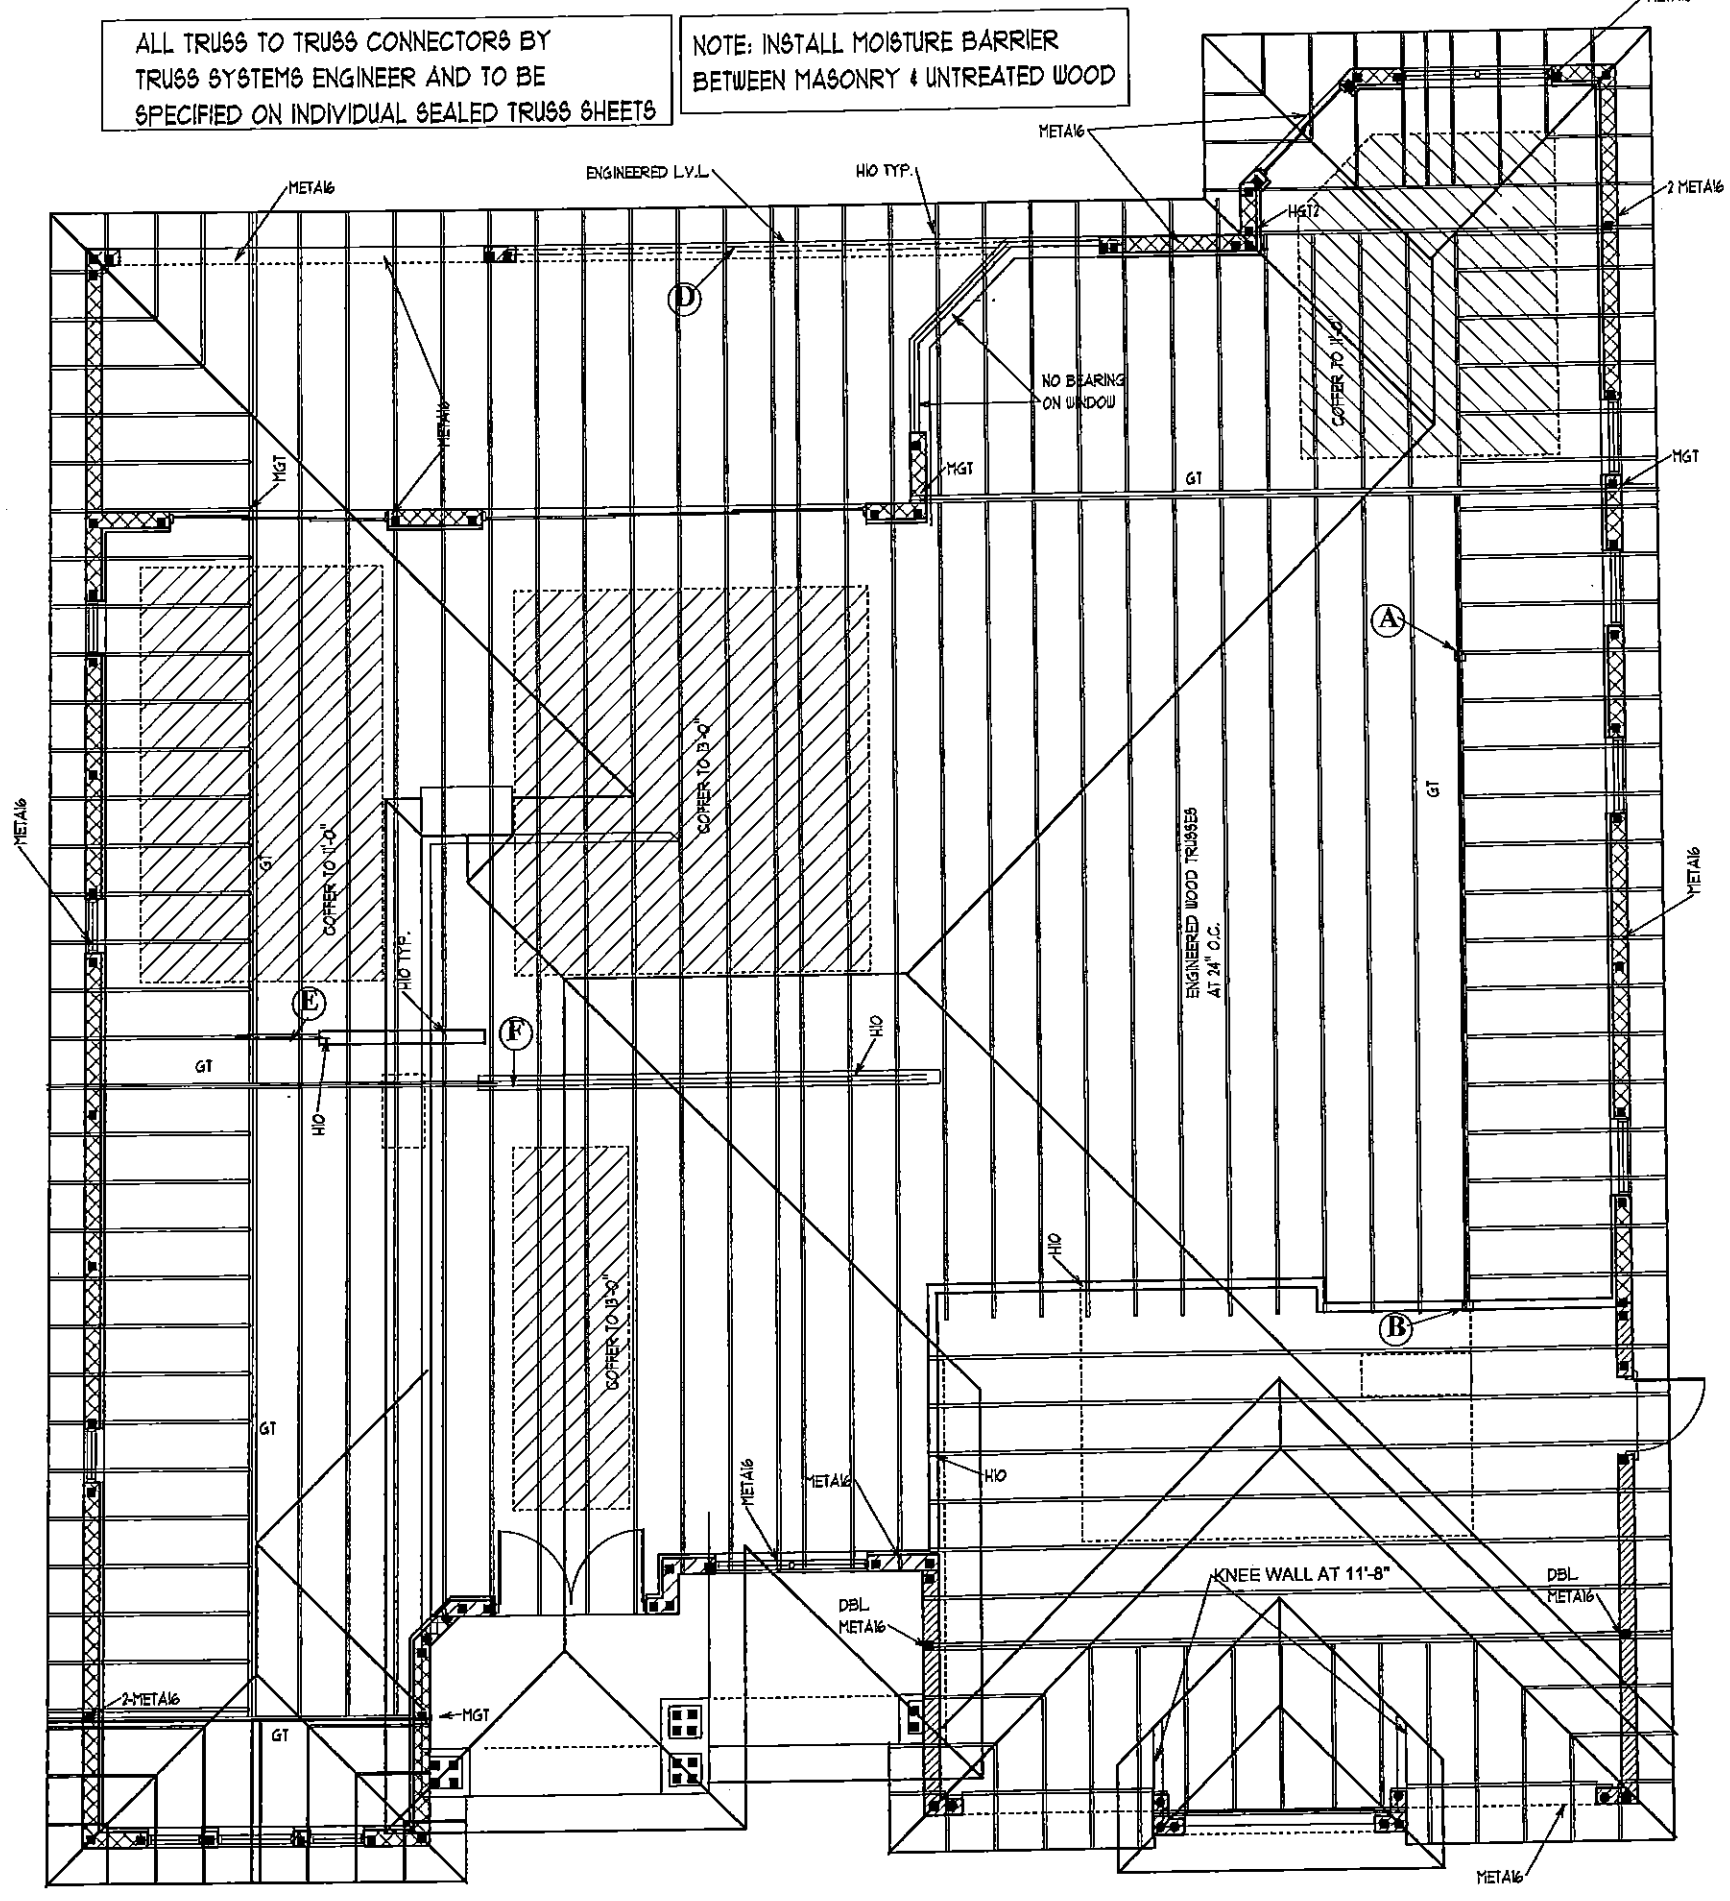 ALL TRUSS TO TRUSS CONNECTORS BY
TRUSS SYSTEMS ENGINEER AND TO BE
SPECIFIED ON INDIVIDUAL SEALED TRUSS SHEETS
NOTE: INSTALL MOISTURE BARRIER
BETWEEN MASONRY & UNTREATED WOOD
META16
META16
ENGINEERED L.V.L.
H10 TYP.
META16
2 META16
HGT2
D
NO BEARING
ON WINDOW
COFFER TO 11'-0"
META16
MGT
MGT
GT
MGT
A
COFFER TO 11'-0"
COFFER TO 13'-0"
GT
GT
META16
ENGINEERED WOOD TRUSSES
AT 24" O.C.
META16
H10 TYP.
E
F
H10
GT
H10
H10
B
COFFER TO 13'-0"
GT
META16
META16
H10
KNEE WALL AT 11'-8"
DBL
META16
DBL
META16
2-META16
MGT
GT
META16